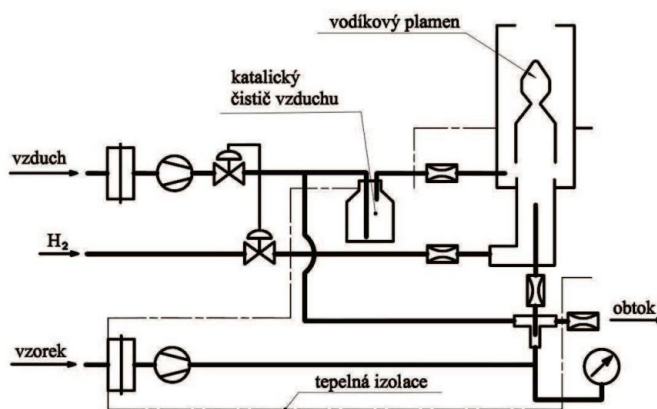 vodíkový plamen
katalický
čistič vzduchu
vzduch
H₂
obtok
vzorek
tepelná izolace